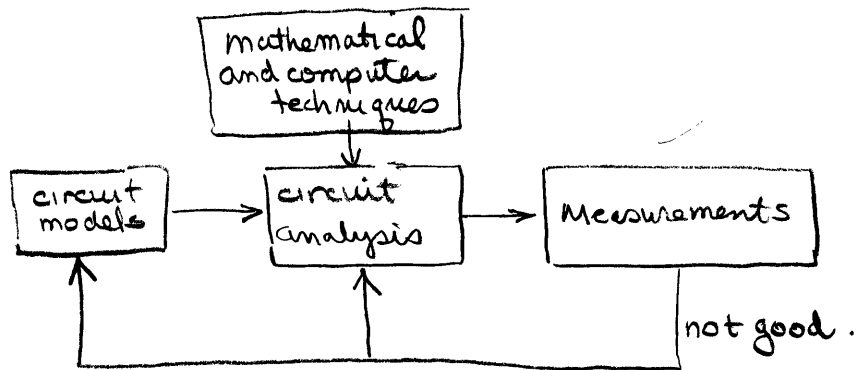 mathematical
and computer
techniques
circuit
models
circuit
analysis
Measurements
not good.